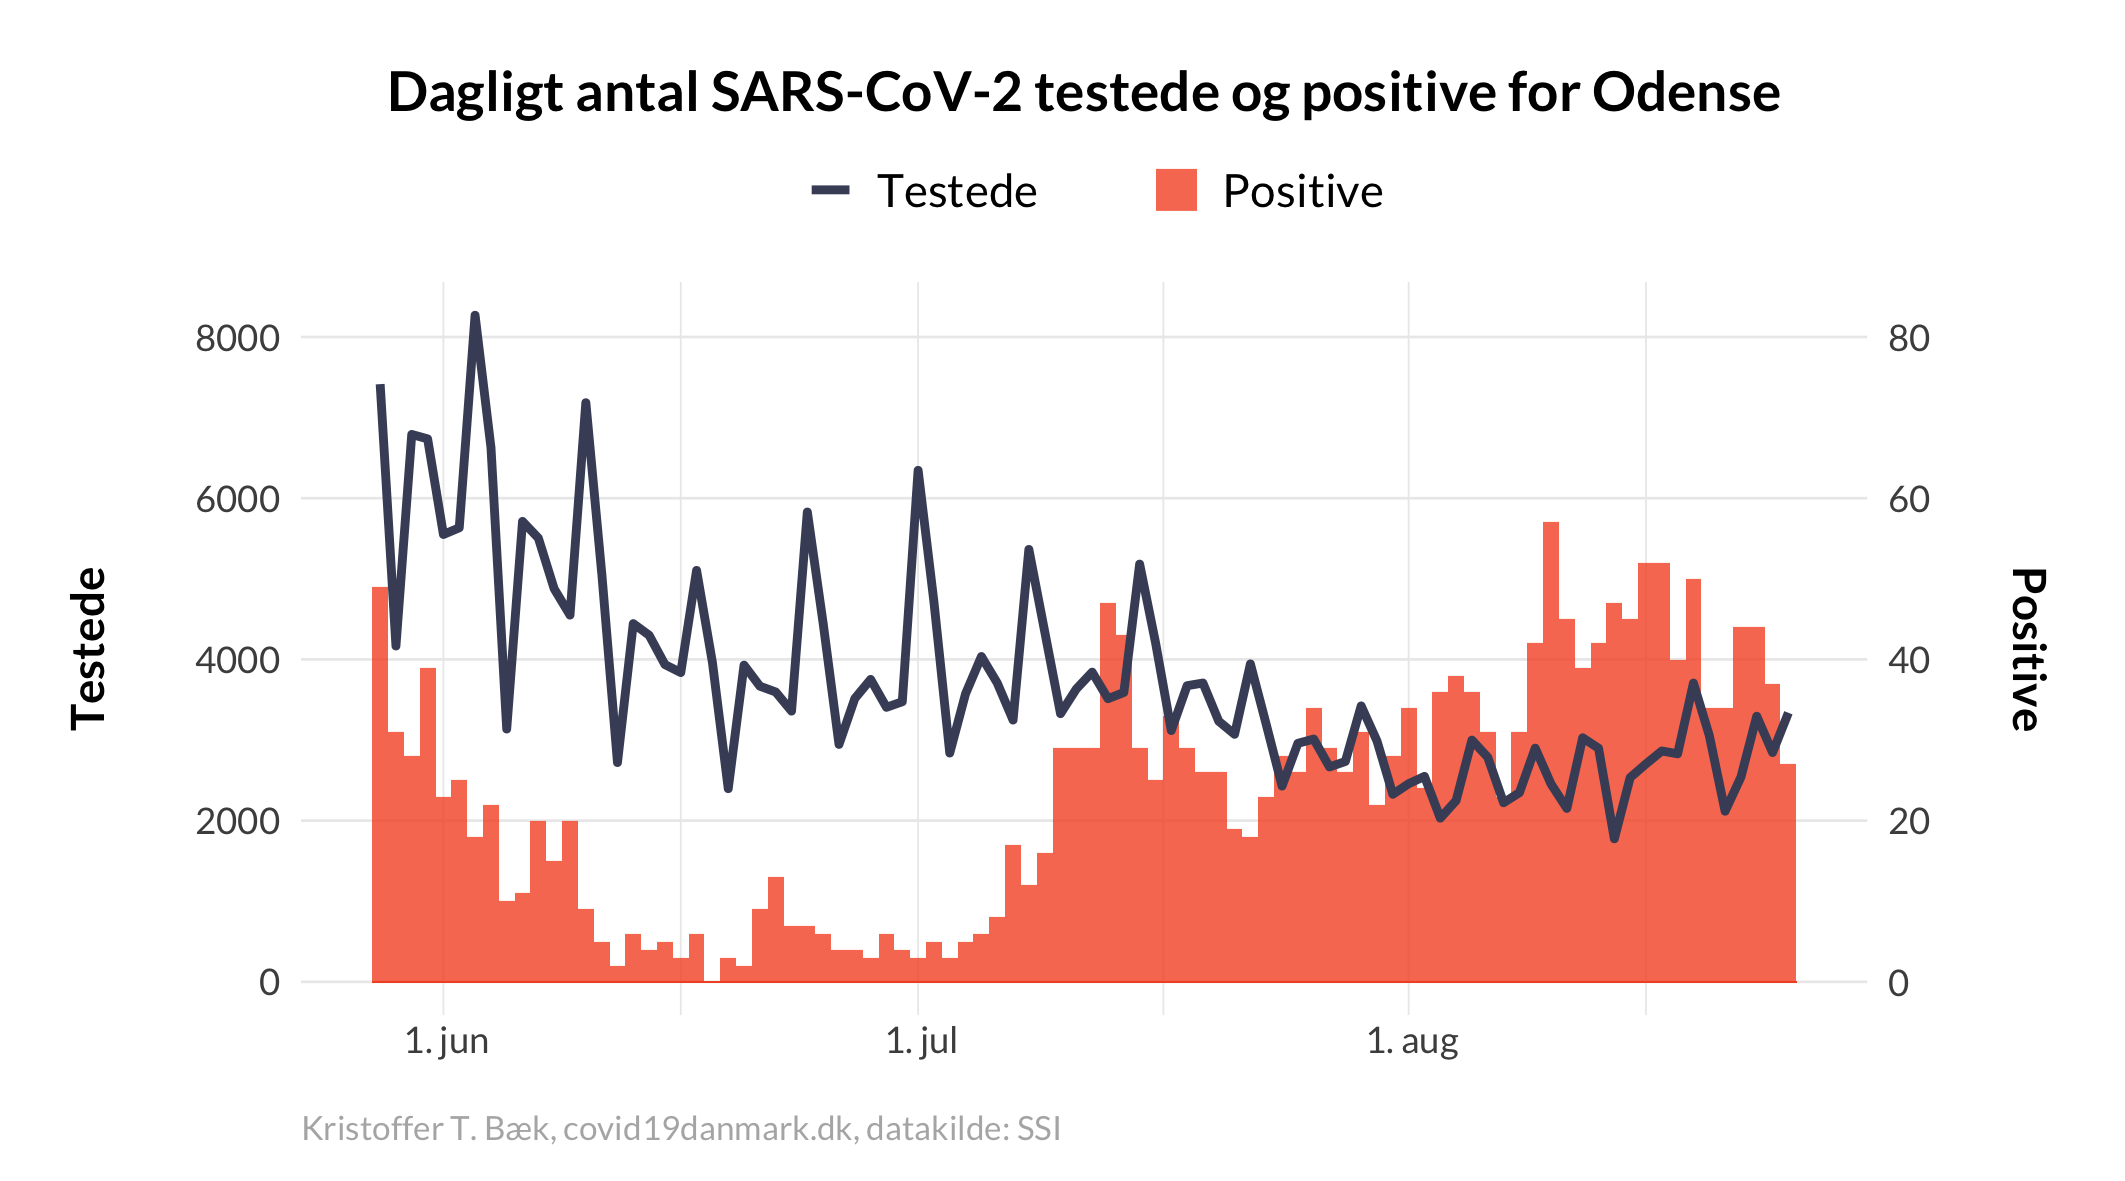 Dagligt antal SARS-CoV-2 testede og positive for Odense
Testede
Positive
8000
6000
4000
2000
0
Testede
80
60
40
20
0
Positive
1. jun
1. jul
1. aug
Kristoffer T. Bæk, covid19danmark.dk, datakilde: SSI